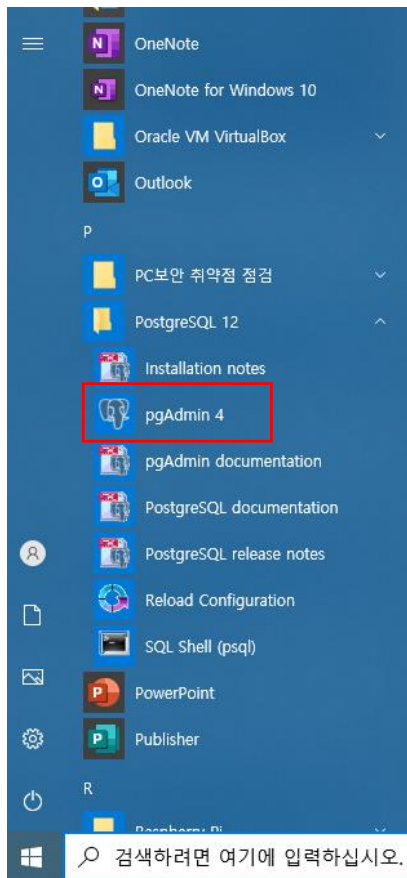 OneNote
OneNote for Windows 10
Oracle VM VirtualBox
Outlook
P
PC보안 취약점 점검
PostgreSQL 12
Installation notes
pgAdmin 4
pgAdmin documentation
PostgreSQL documentation
PostgreSQL release notes
Reload Configuration
SQL Shell (psql)
PowerPoint
Publisher
R
Raspberry Pi
검색하려면 여기에 입력하십시오.